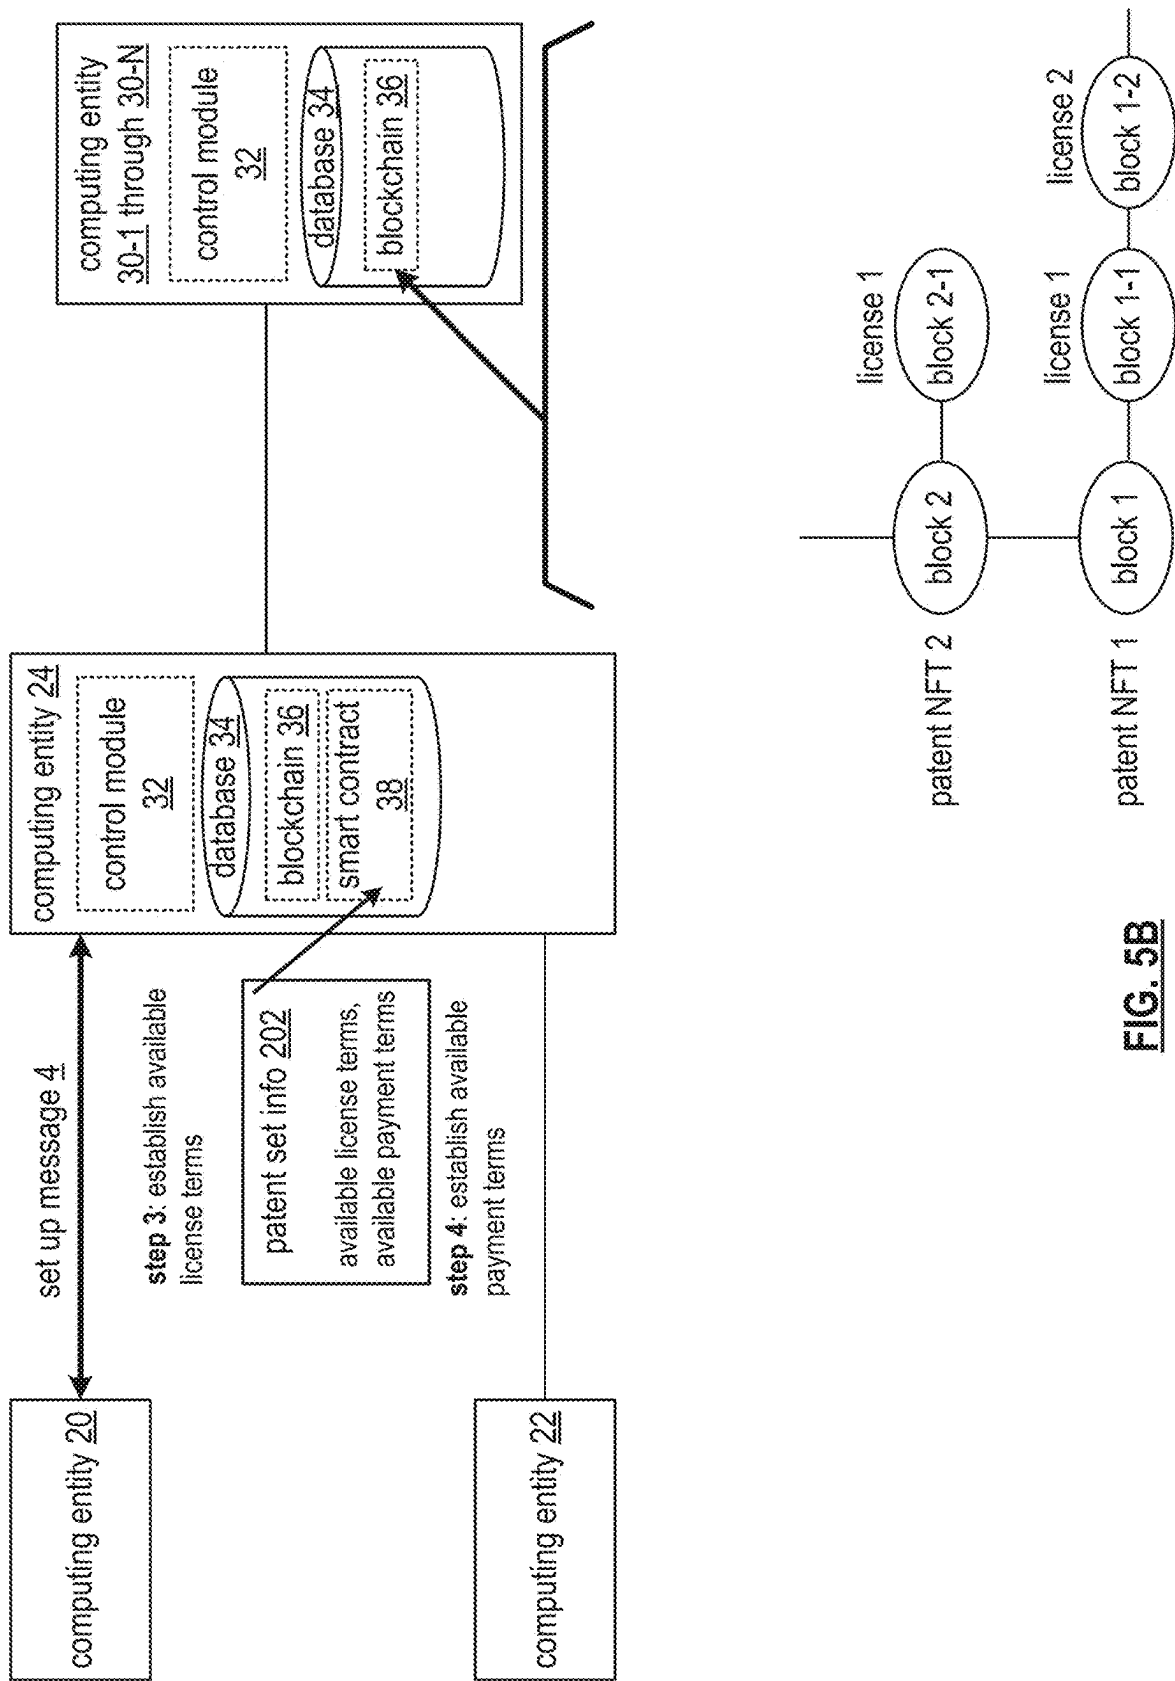 computing entity 20
set up message 4
step 3: establish available
license terms
patent set info 202
available license terms,
available payment terms
step 4: establish available
payment terms
computing entity 22
computing entity 24
control module
32
database 34
blockchain 36
smart contract
38
computing entity
30-1 through 30-N
control module
32
database 34
blockchain 36
license 1
patent NFT 2
block 2
block 2-1
license 1
license 2
patent NFT 1
block 1
block 1-1
block 1-2
FIG. 5B